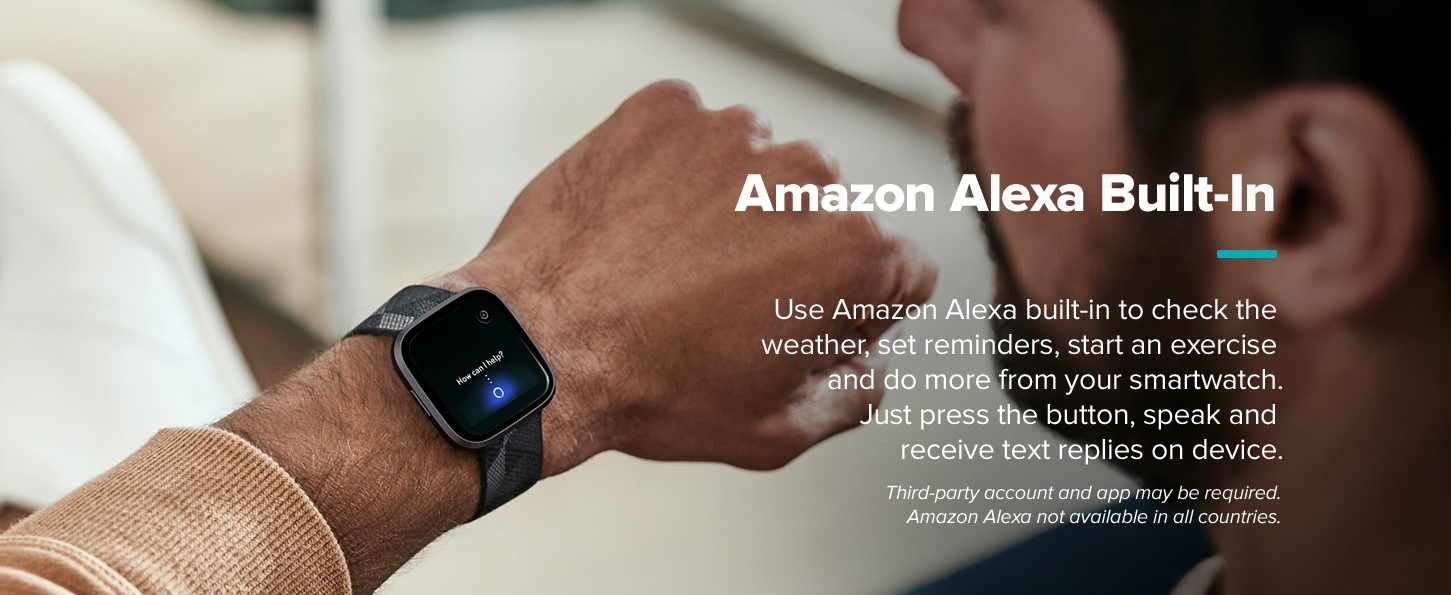 Amazon Alexa Built-In
Use Amazon Alexa built-in to check the
weather, set reminders, start an exercise
and do more from your smartwatch.
Just press the button, speak and
receive text replies on device.
Third-party account and app may be required.
Amazon Alexa not available in all countries.
How can I help?